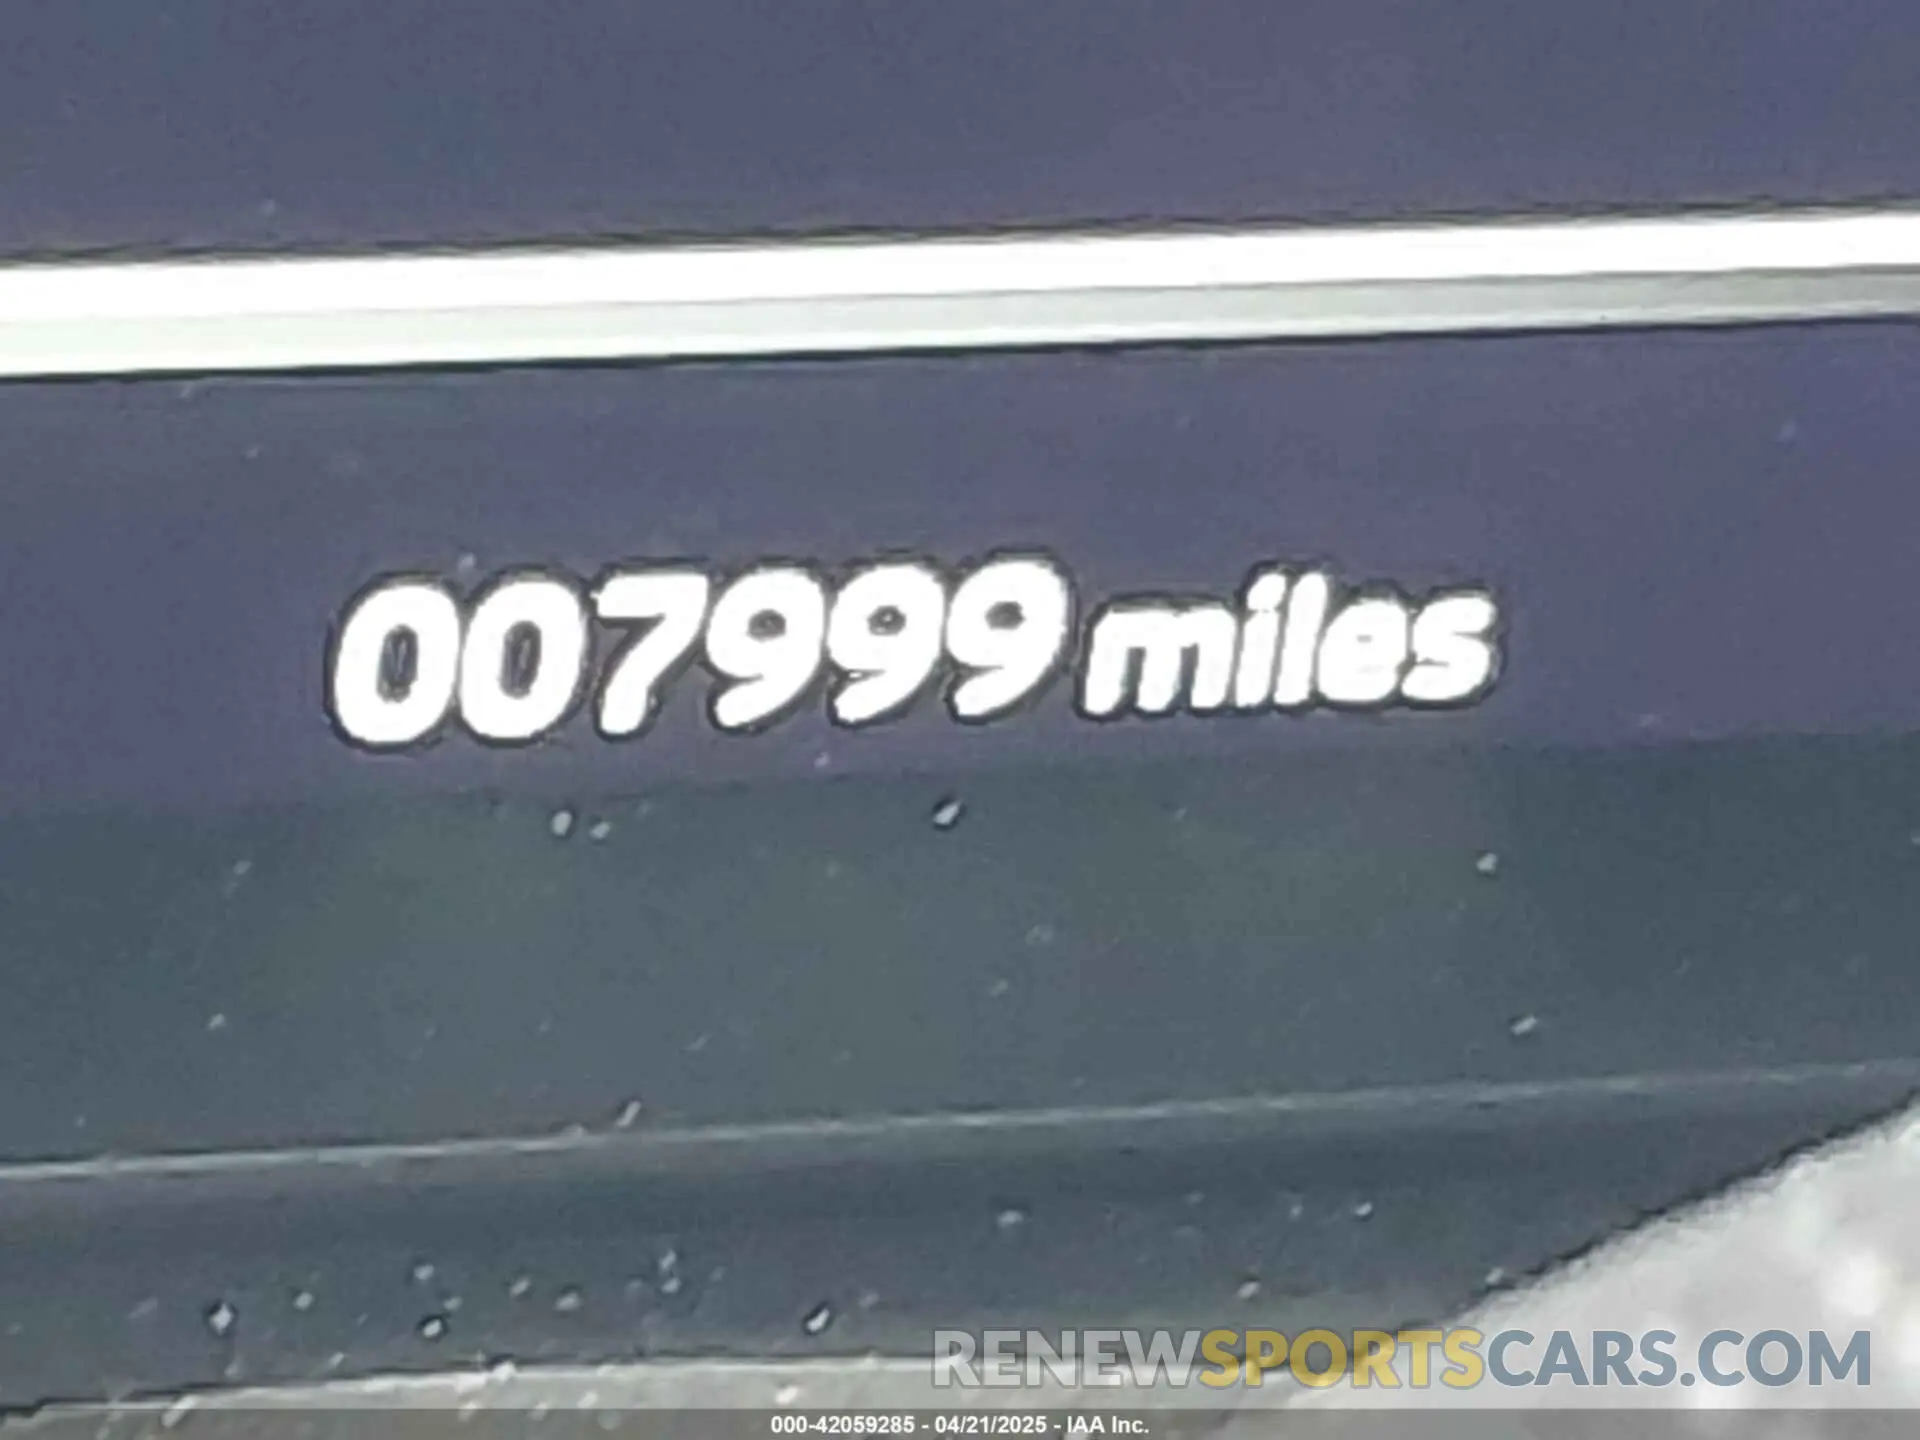 007999 miles
RENEWSPORTSCARS.COM
000-42059285 - 04/21/2025 - IAA Inc.